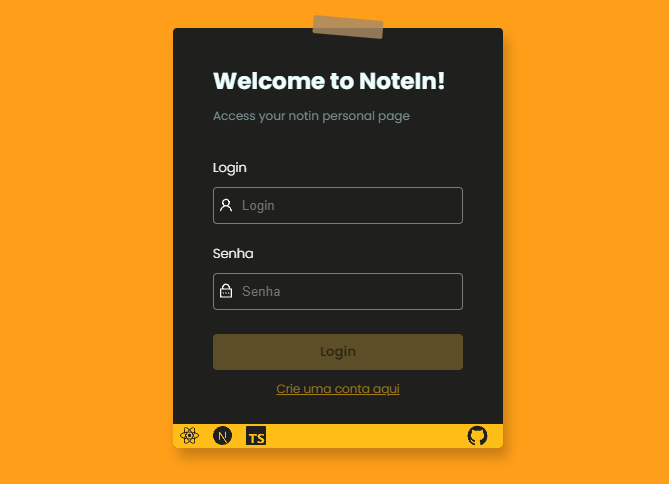 Welcome to NoteIn!
Access your notin personal page
Login
Login
Senha
Senha
Login
Crie uma conta aqui
N
TS